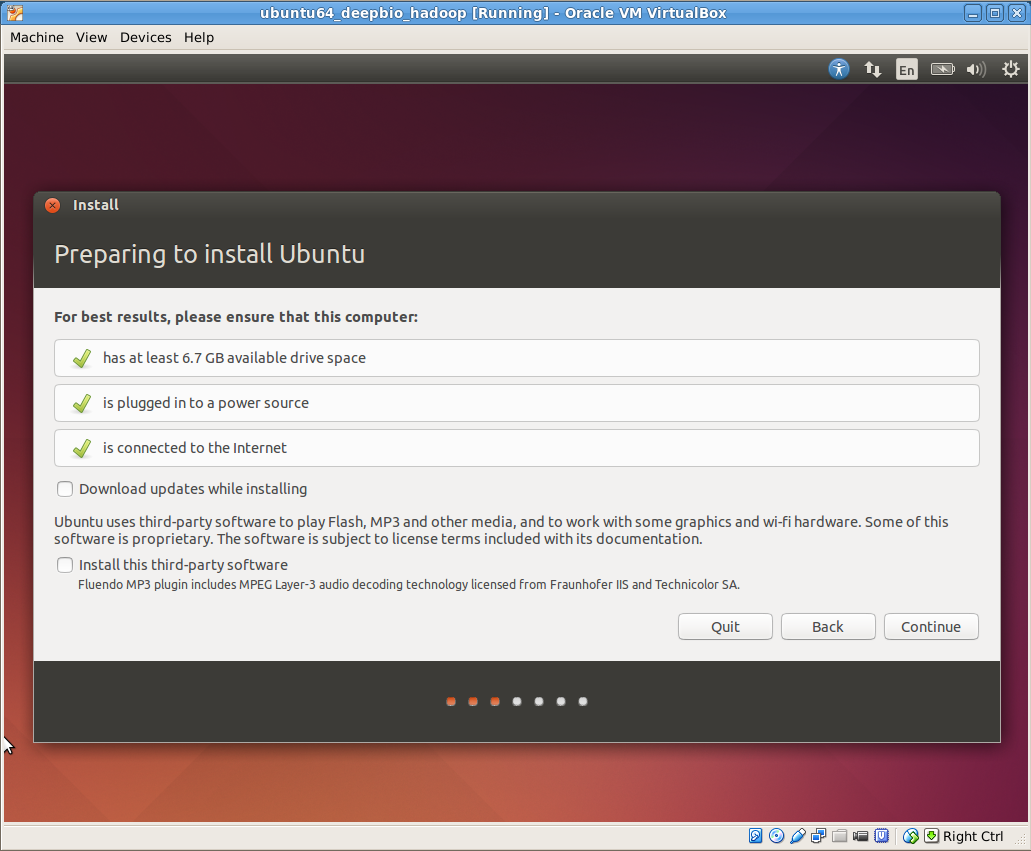 ubuntu64_deepbio_hadoop [Running] - Oracle VM VirtualBox
Machine View Devices Help
En
Install
Preparing to install Ubuntu
For best results, please ensure that this computer:
has at least 6.7 GB available drive space
is plugged in to a power source
is connected to the Internet
Download updates while installing
Ubuntu uses third-party software to play Flash, MP3 and other media, and to work with some graphics and wi-fi hardware. Some of this
software is proprietary. The software is subject to license terms included with its documentation.
Install this third-party software
Fluendo MP3 plugin includes MPEG Layer-3 audio decoding technology licensed from Fraunhofer IIS and Technicolor SA.
Quit Back Continue
Right Ctrl